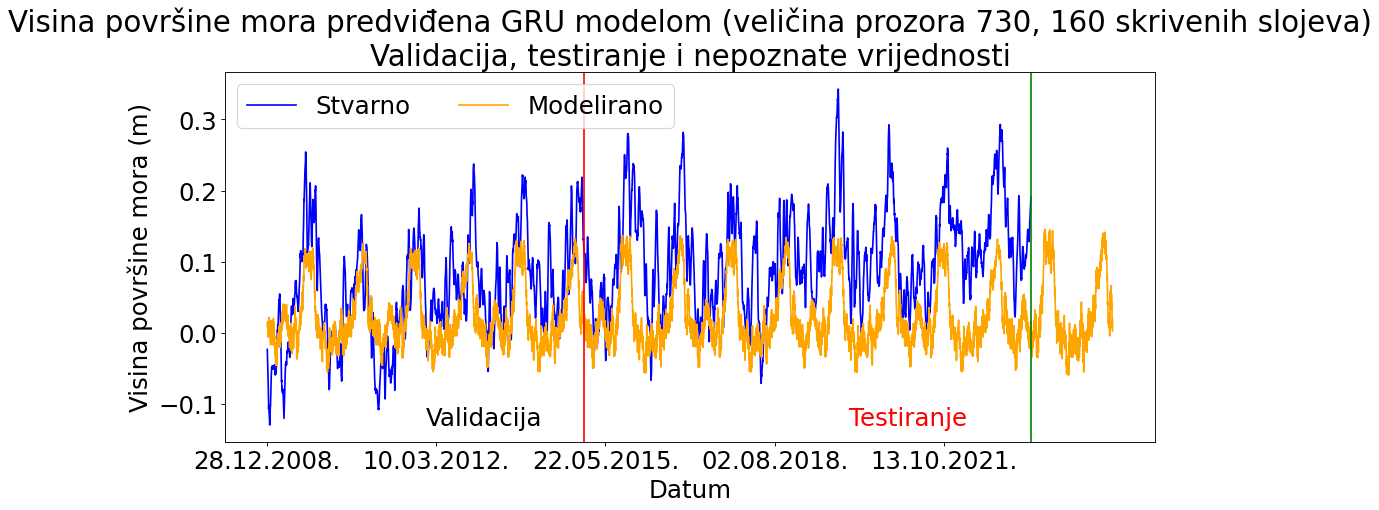 Visina površine mora predviđena GRU modelom (veličina prozora 730, 160 skrivenih slojeva)
Validacija, testiranje i nepoznate vrijednosti
Stvarno
Modelirano
Visina površine mora (m)
0.3
0.2
0.1
0.0
−0.1
Validacija
Testiranje
28.12.2008.
10.03.2012.
22.05.2015.
02.08.2018.
13.10.2021.
Datum